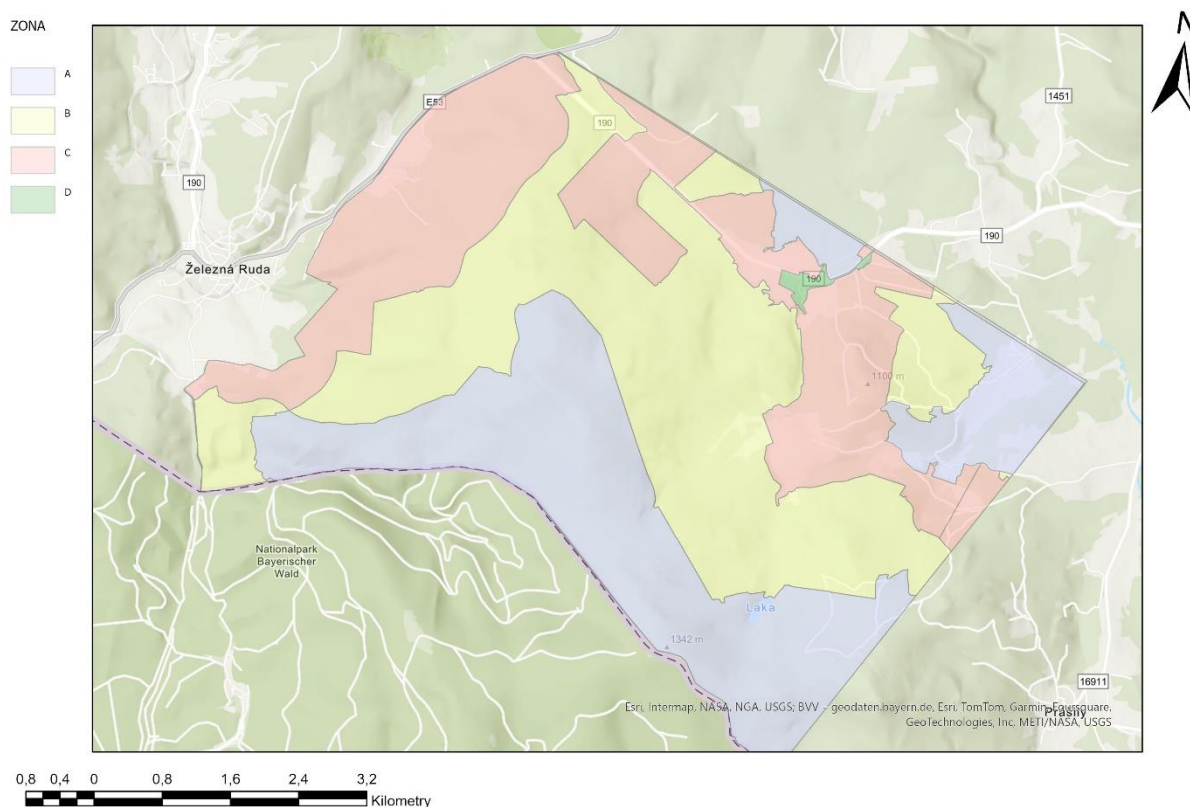 ZONA
A
B
C
D
N
E53
1451
190
190
190
Železná Ruda
190
1100 m
Nationalpark
Bayerischer
Wald
Laka
1342 m
16911
Prášily
Esri, Intermap, NASA, NGA, USGS; BVV - geodaten.bayern.de, Esri, TomTom, Garmin, Foursquare,
GeoTechnologies, Inc, METI/NASA, USGS
0,8 0,4 0 0,8 1,6 2,4 3,2
Kilometry